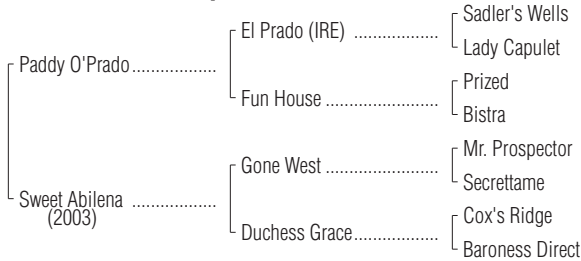 Sadler's Wells
El Prado (IRE) ..................
Lady Capulet
Paddy O'Prado..................
Prized
Fun House ........................
Bistra
Mr. Prospector
Gone West ........................
Secrettame
Sweet Abilena ..................
(2003)
Cox's Ridge
Duchess Grace..................
Baroness Direct